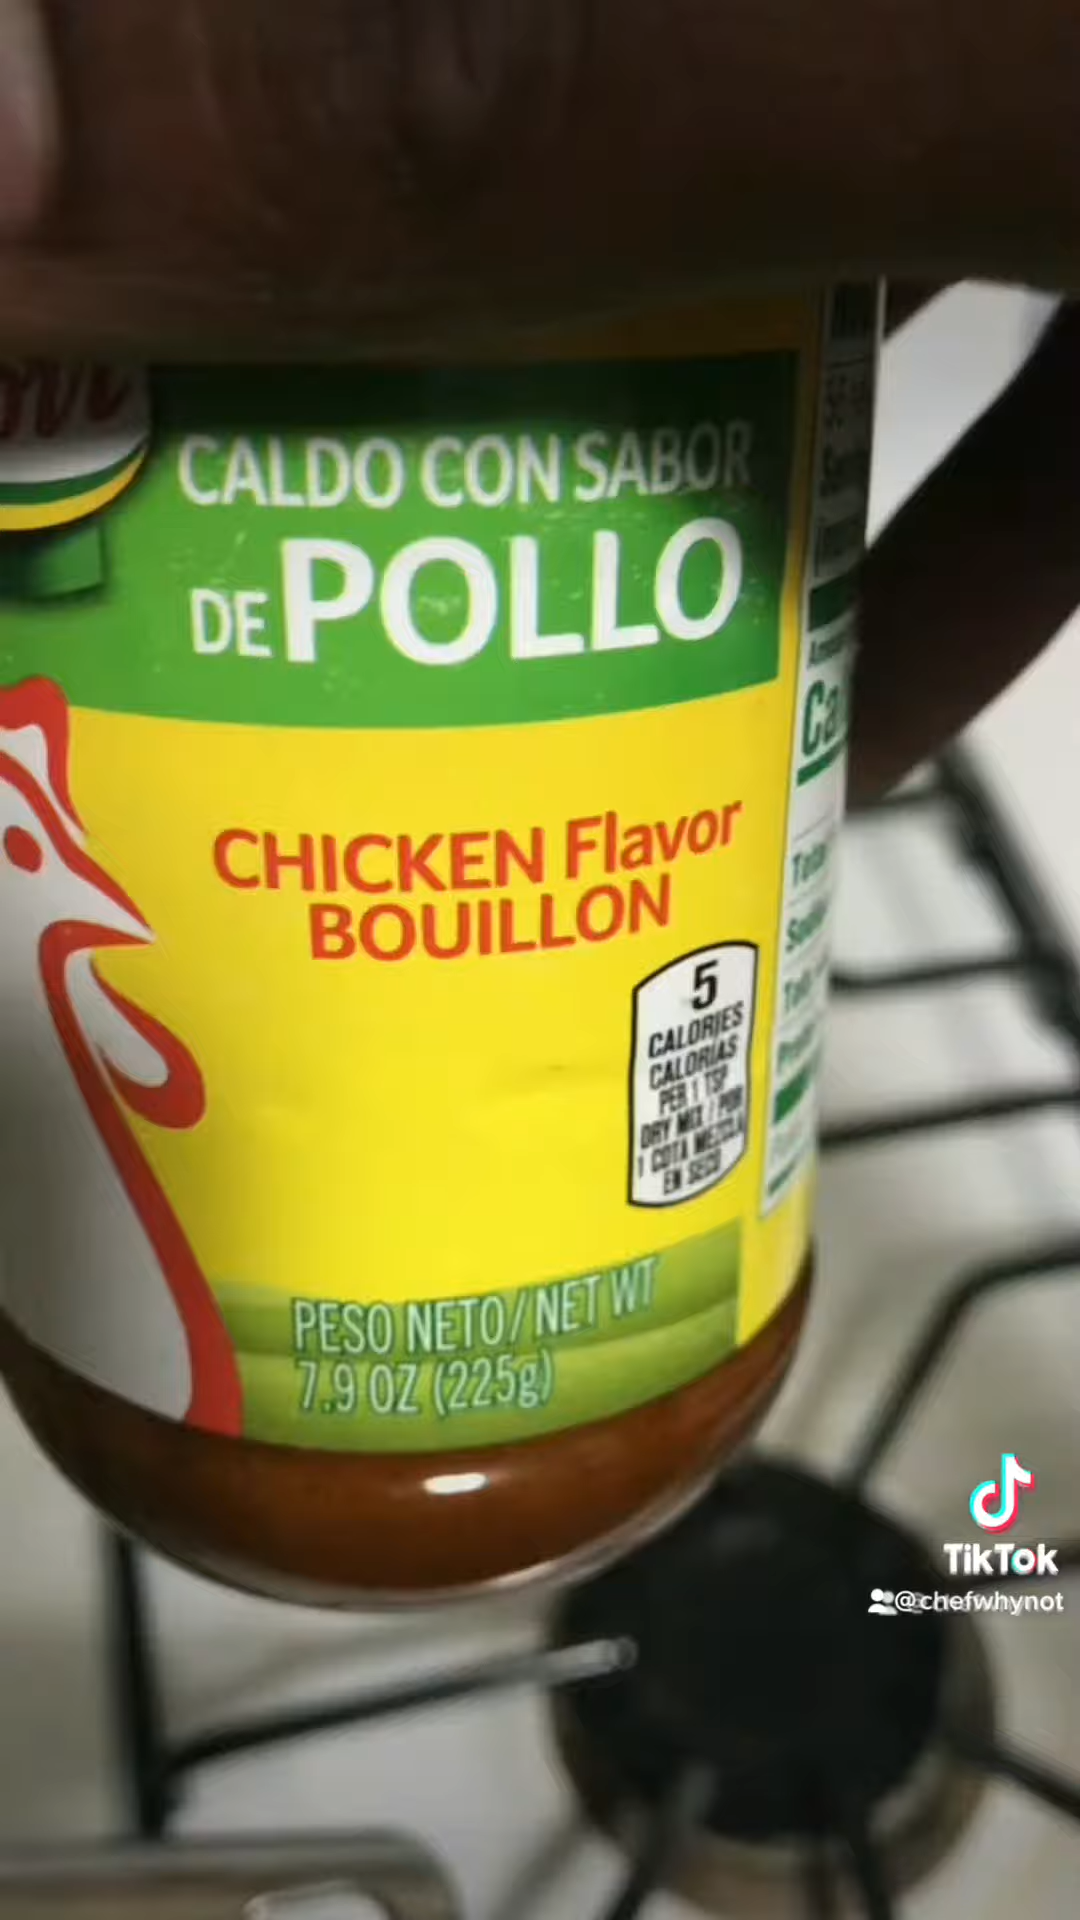 CALDO CON SABOR
DE POLLO
CHICKEN Flavor
BOUILLON
5
CALORIES
CALORÍAS
PER 1 TSP
DRY MIX / POR
1 CDTA MEZCLA
EN SECO
PESO NETO/NET WT
7.9 OZ (225g)
TikTok
@chefwhynot